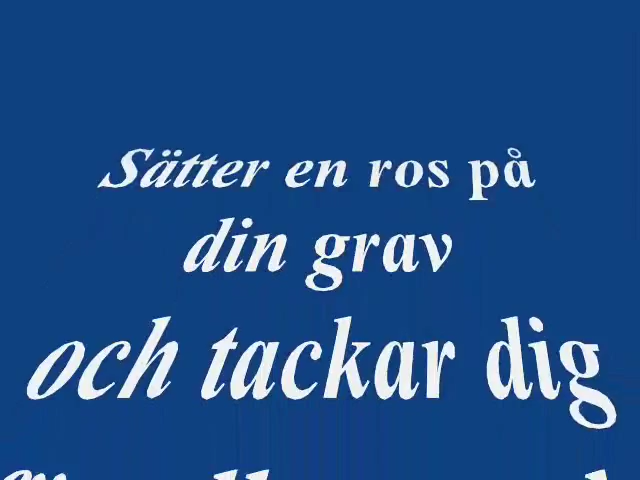 Sätter en ros på
din grav
och tackar dig